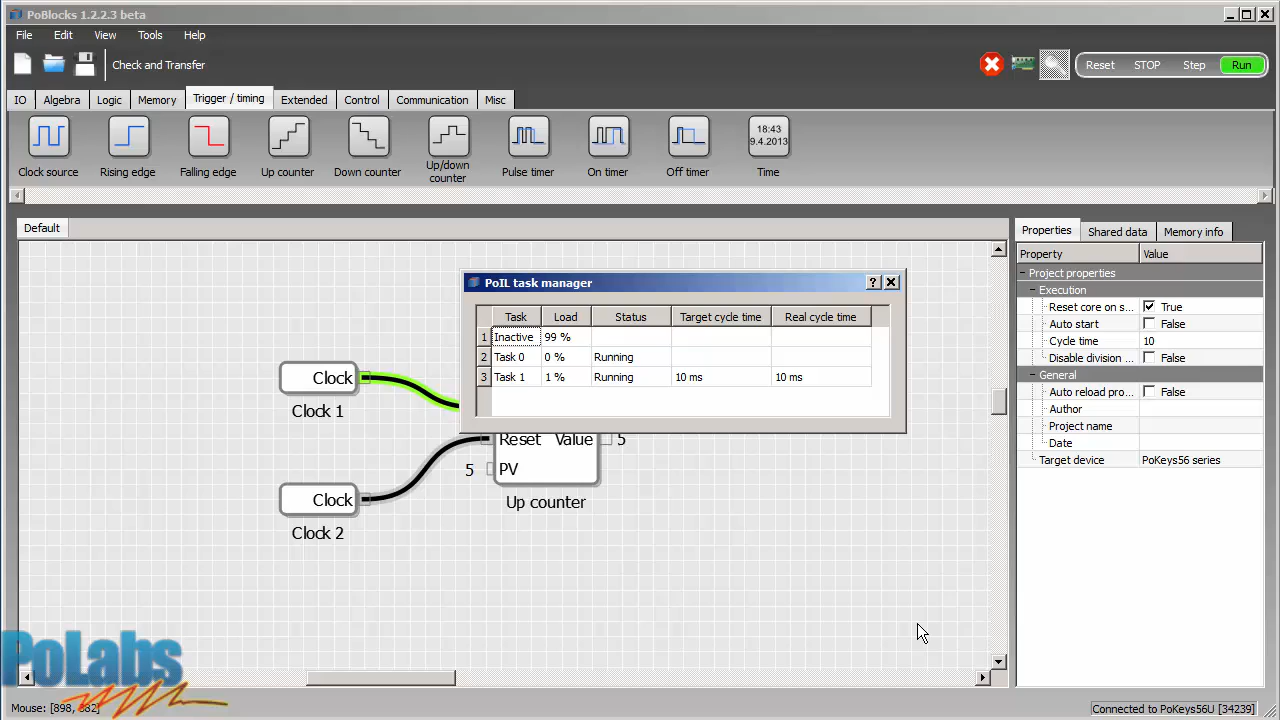 PoBlocks 1.2.2.3 beta
File Edit View Tools Help
Check and Transfer
Reset STOP Step Run
IO Algebra Logic Memory Trigger / timing Extended Control Communication Misc
18:43
9.4.2013
Clock source Rising edge Falling edge Up counter Down counter Up/down counter Pulse timer On timer Off timer Time
Default
Properties Shared data Memory info
Property Value
Project properties
Execution
Reset core on s... True
Auto start False
Cycle time 10
Disable division ... False
General
Auto reload pro... False
Author
Project name
Date
Target device PoKeys56 series
PoIL task manager
Task Load Status Target cycle time Real cycle time
1 Inactive 99 %
2 Task 0 0 % Running
3 Task 1 1 % Running 10 ms 10 ms
Clock
Clock 1
Reset Value 5
5 PV
Up counter
Clock
Clock 2
PoLabs
Mouse: [898, 382]
Connected to PoKeys56U [34239]